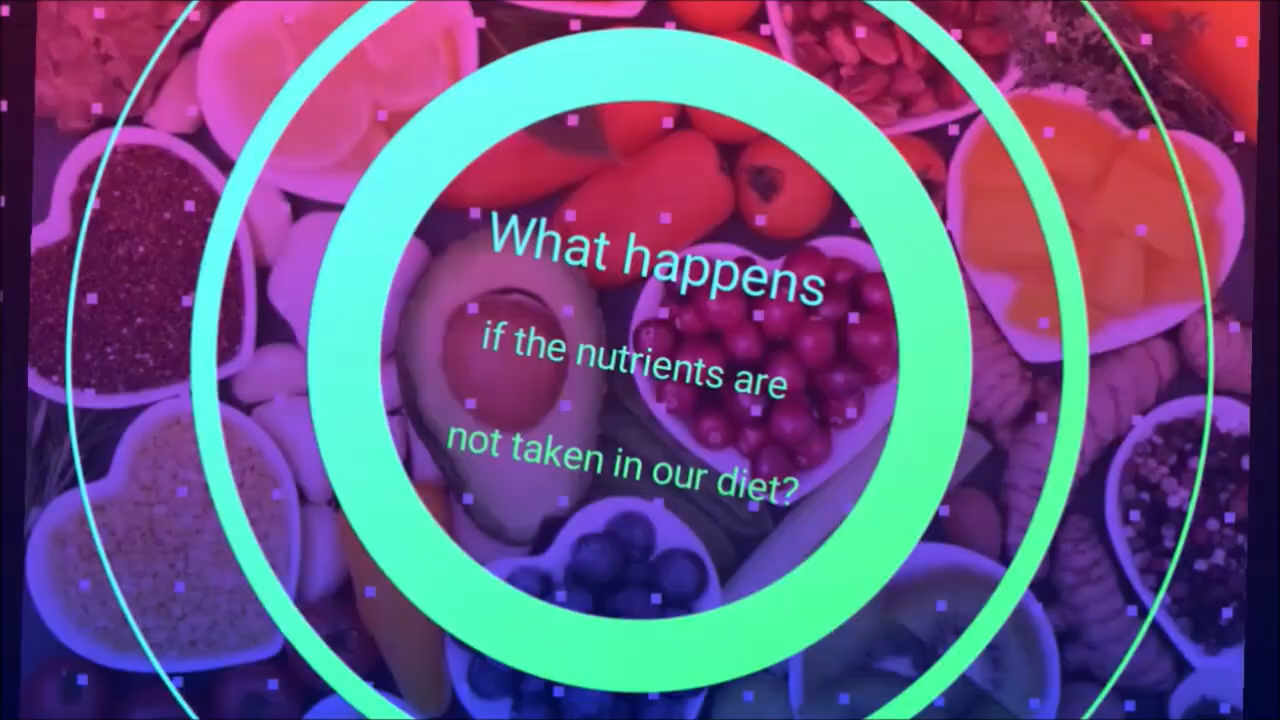 What happens
if the nutrients are
not taken in our diet?